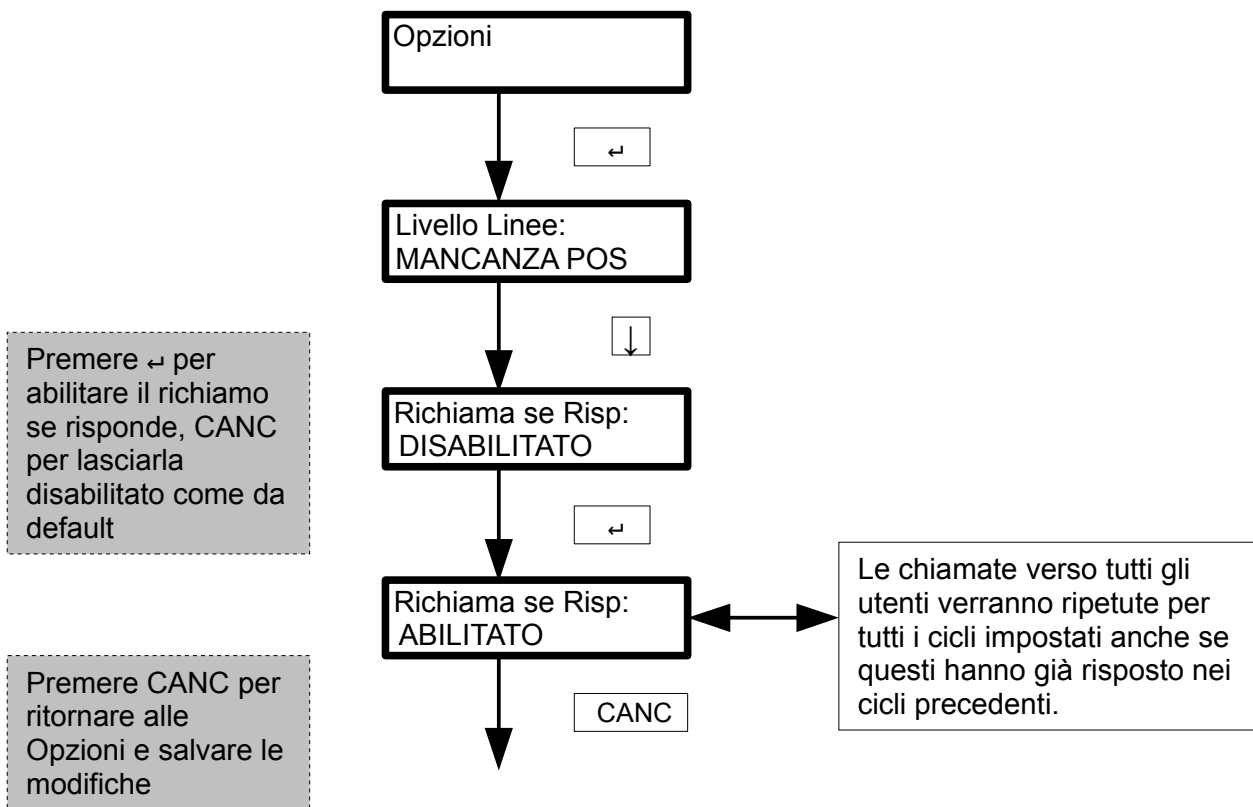 Opzioni
↵
Livello Linee:
MANCANZA POS
↓
Premere ↵ per
abilitare il richiamo
se risponde, CANC
per lasciarla
disabilitato come da
default
Richiama se Risp:
DISABILITATO
↵
Richiama se Risp:
ABILITATO
Le chiamate verso tutti gli
utenti verranno ripetute per
tutti i cicli impostati anche se
questi hanno già risposto nei
cicli precedenti.
Premere CANC per
ritornare alle
Opzioni e salvare le
modifiche
CANC